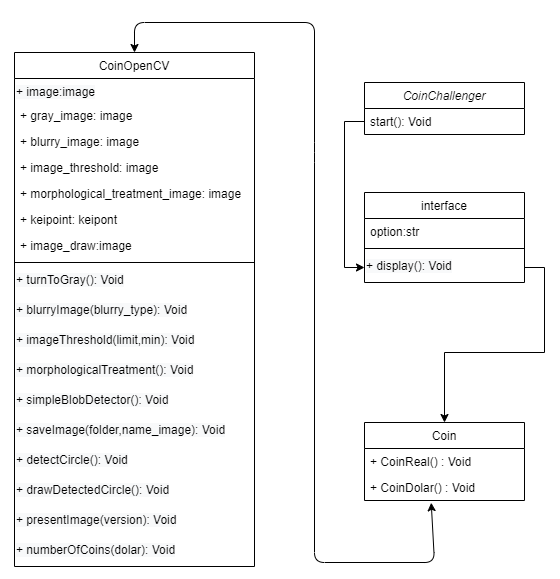 CoinOpenCV
+ image:image
+ gray_image: image
+ blurry_image: image
+ image_threshold: image
+ morphological_treatment_image: image
+ keipoint: keipont
+ image_draw:image
+ turnToGray(): Void
+ blurryImage(blurry_type): Void
+ imageThreshold(limit,min): Void
+ morphologicalTreatment(): Void
+ simpleBlobDetector(): Void
+ saveImage(folder,name_image): Void
+ detectCircle(): Void
+ drawDetectedCircle(): Void
+ presentImage(version): Void
+ numberOfCoins(dolar): Void
CoinChallenger
start(): Void
interface
option:str
+ display(): Void
Coin
+ CoinReal() : Void
+ CoinDolar() : Void